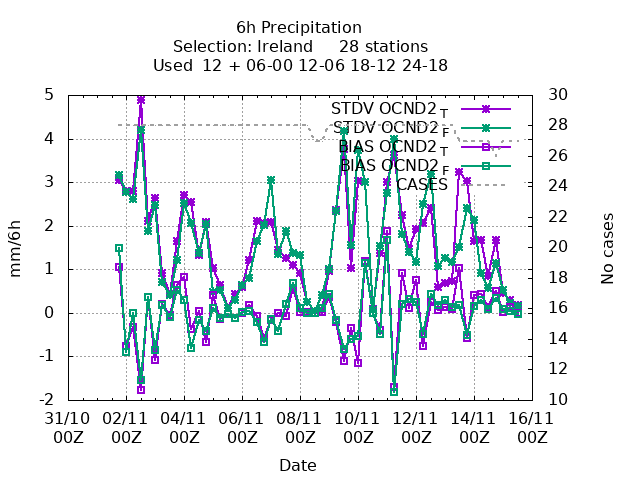 6h Precipitation
Selection: Ireland 28 stations
Used 12 + 06-00 12-06 18-12 24-18
5 30
4 28
3 26
2 24
1 22
0 20
-1 18
-2 16
14
12
10
STDV OCND2 T
STDV OCND2 F
BIAS OCND2 T
BIAS OCND2 F
CASES
mm/6h
No cases
31/10 02/11 04/11 06/11 08/11 10/11 12/11 14/11 16/11
00Z 00Z 00Z 00Z 00Z 00Z 00Z 00Z 00Z
Date